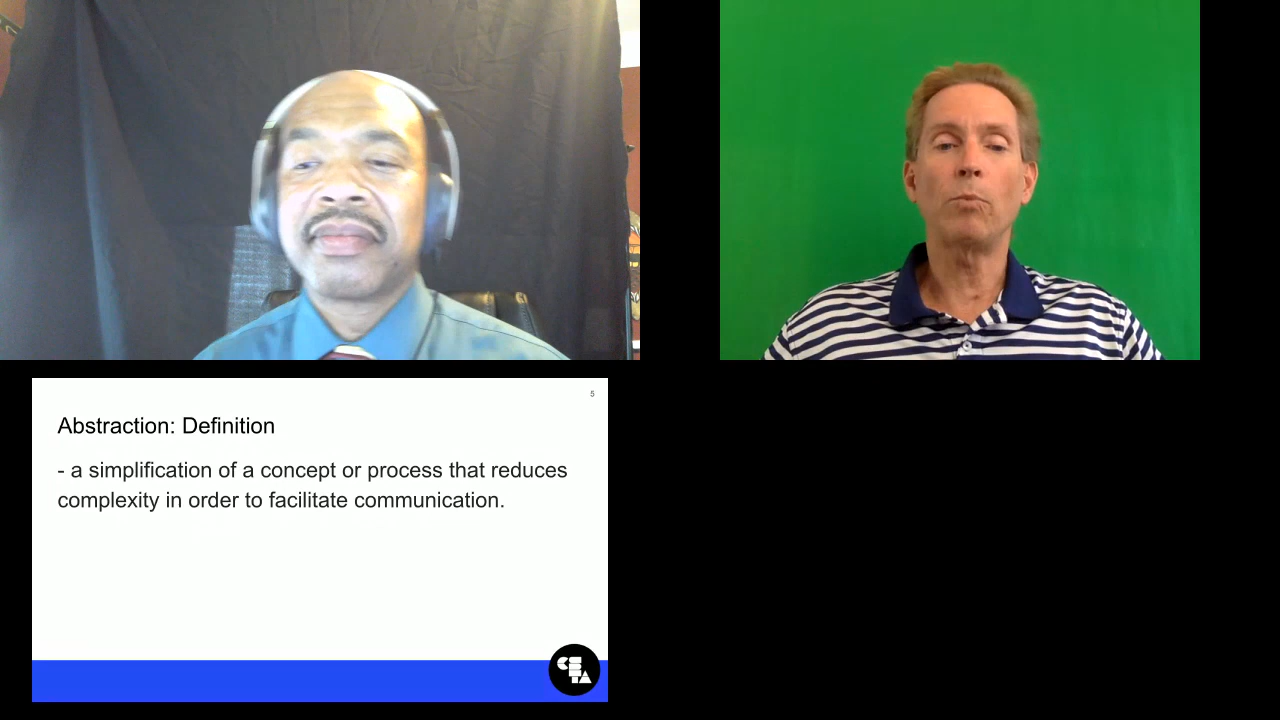 5
Abstraction: Definition
- a simplification of a concept or process that reduces
complexity in order to facilitate communication.